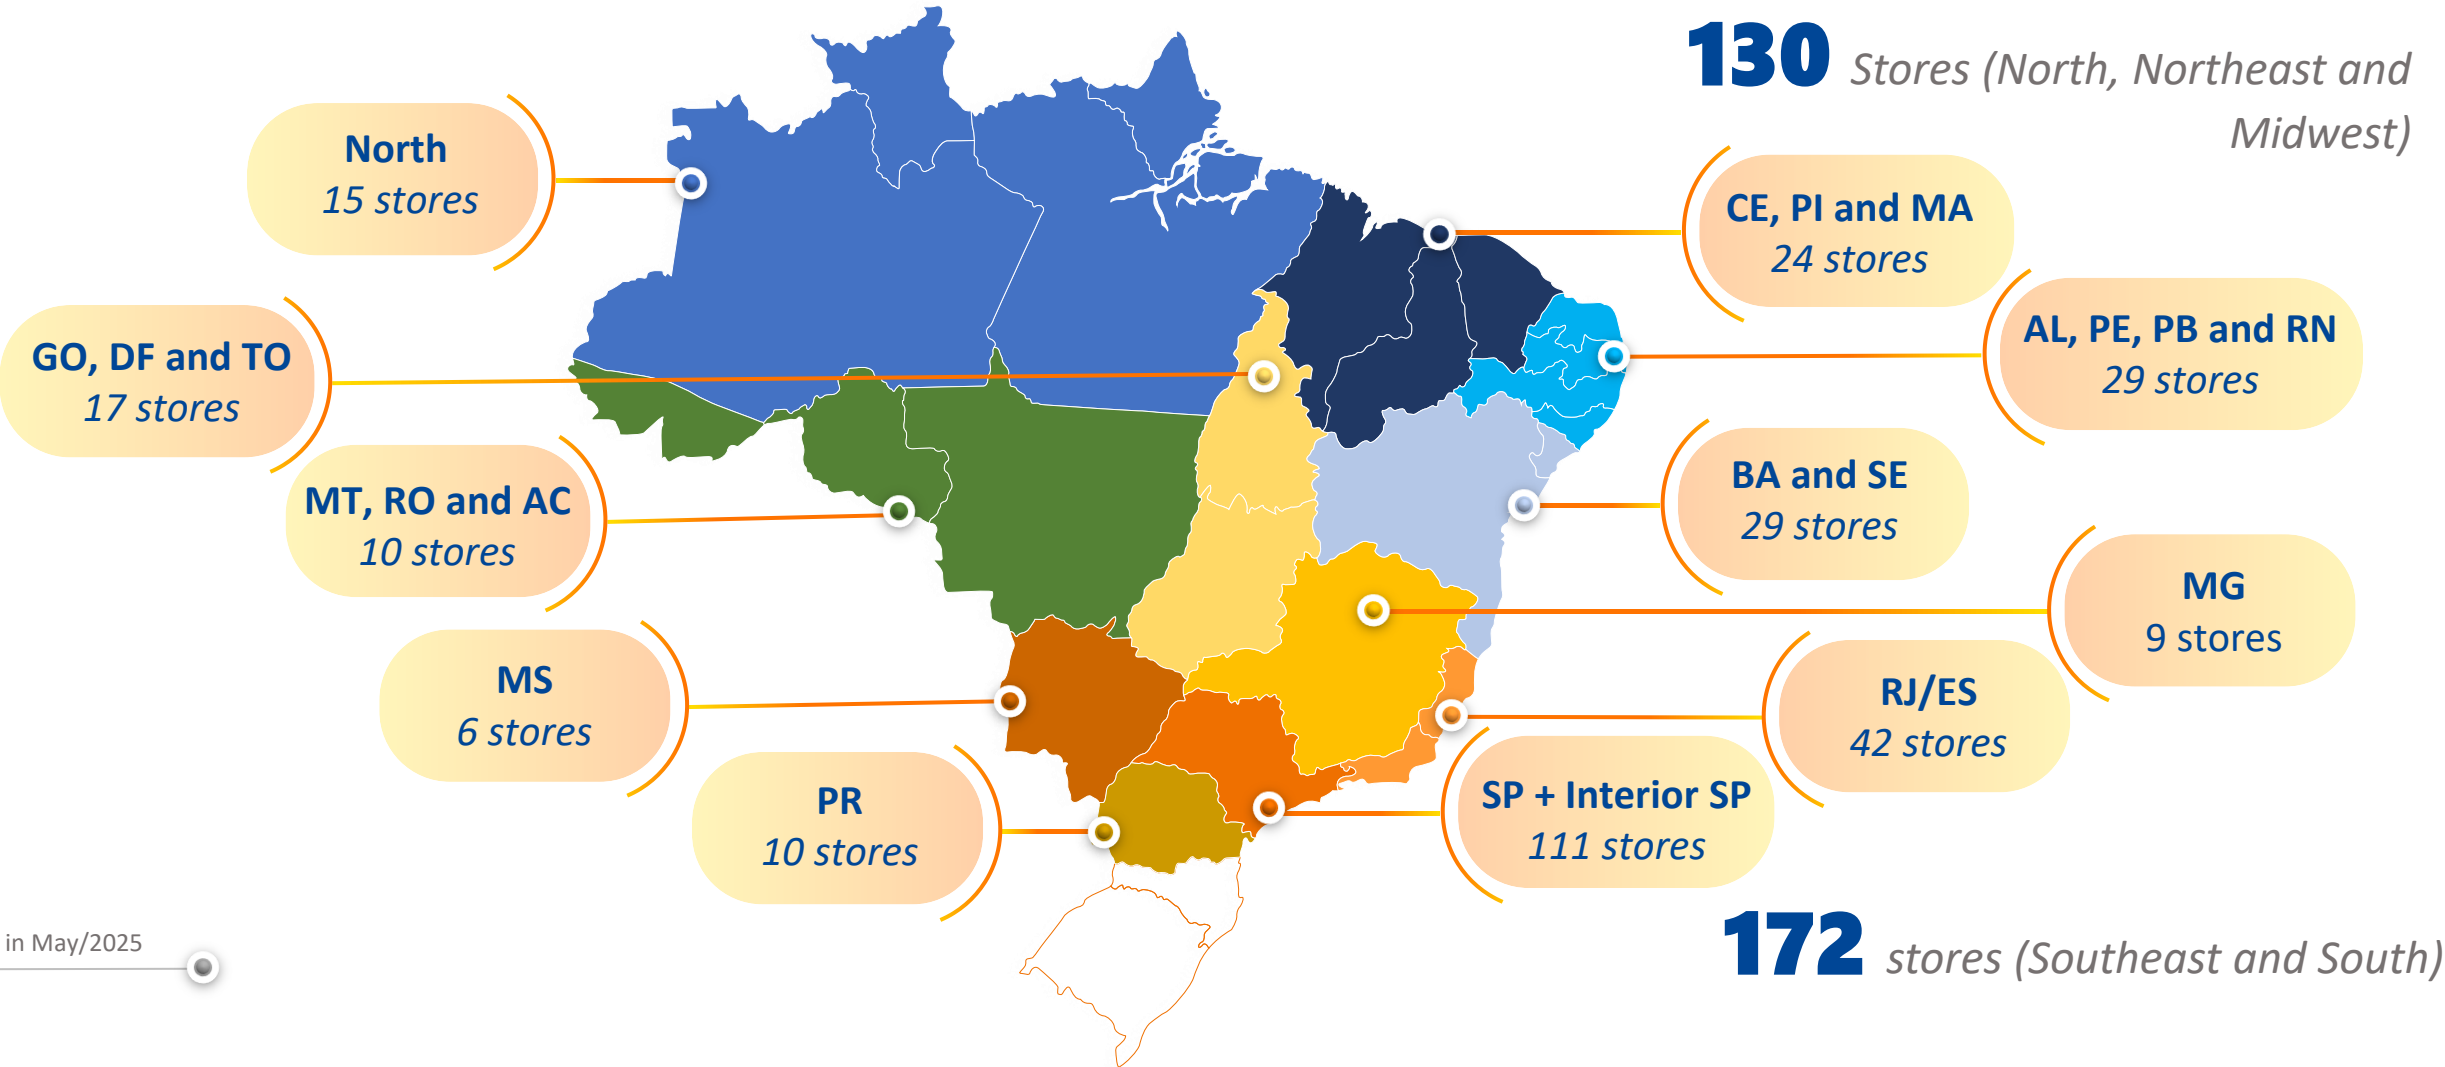 130 Stores (North, Northeast and
Midwest)
North
15 stores
CE, PI and MA
24 stores
GO, DF and TO
17 stores
AL, PE, PB and RN
29 stores
MT, RO and AC
10 stores
BA and SE
29 stores
MG
9 stores
MS
6 stores
RJ/ES
42 stores
PR
10 stores
SP + Interior SP
111 stores
in May/2025
172 stores (Southeast and South)